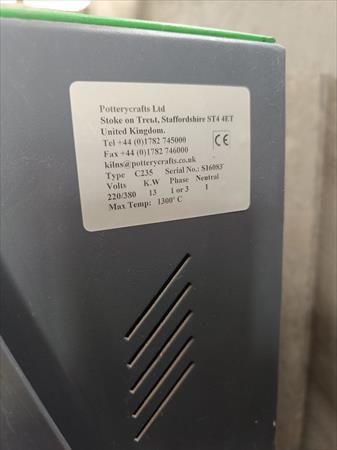 Potterycrafts Ltd
Stoke on Trent, Staffordshire ST4 4ET
United Kingdom.
Tel +44 (0)1782 745000
Fax +44 (0)1782 746000
kilns@potterycrafts.co.uk
CE
Type C235 Serial No.: S16083
Volts K.W Phase Neutral
220/380 13 1 or 3 1
Max Temp: 1300° C